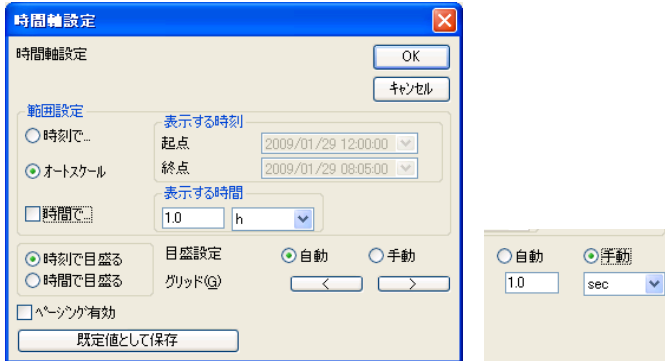 時間軸設定
時間軸設定
OK
キャンセル
範囲設定
時刻で...
オートスケール
時間で...
表示する時刻
起点 2009/01/29 12:00:00
終点 2009/01/29 08:05:00
表示する時間
1.0 h
時刻で目盛る
時間で目盛る
目盛設定 自動 手動
グリッド(G) < >
ページング有効
既定値として保存
自動 手動
1.0 sec